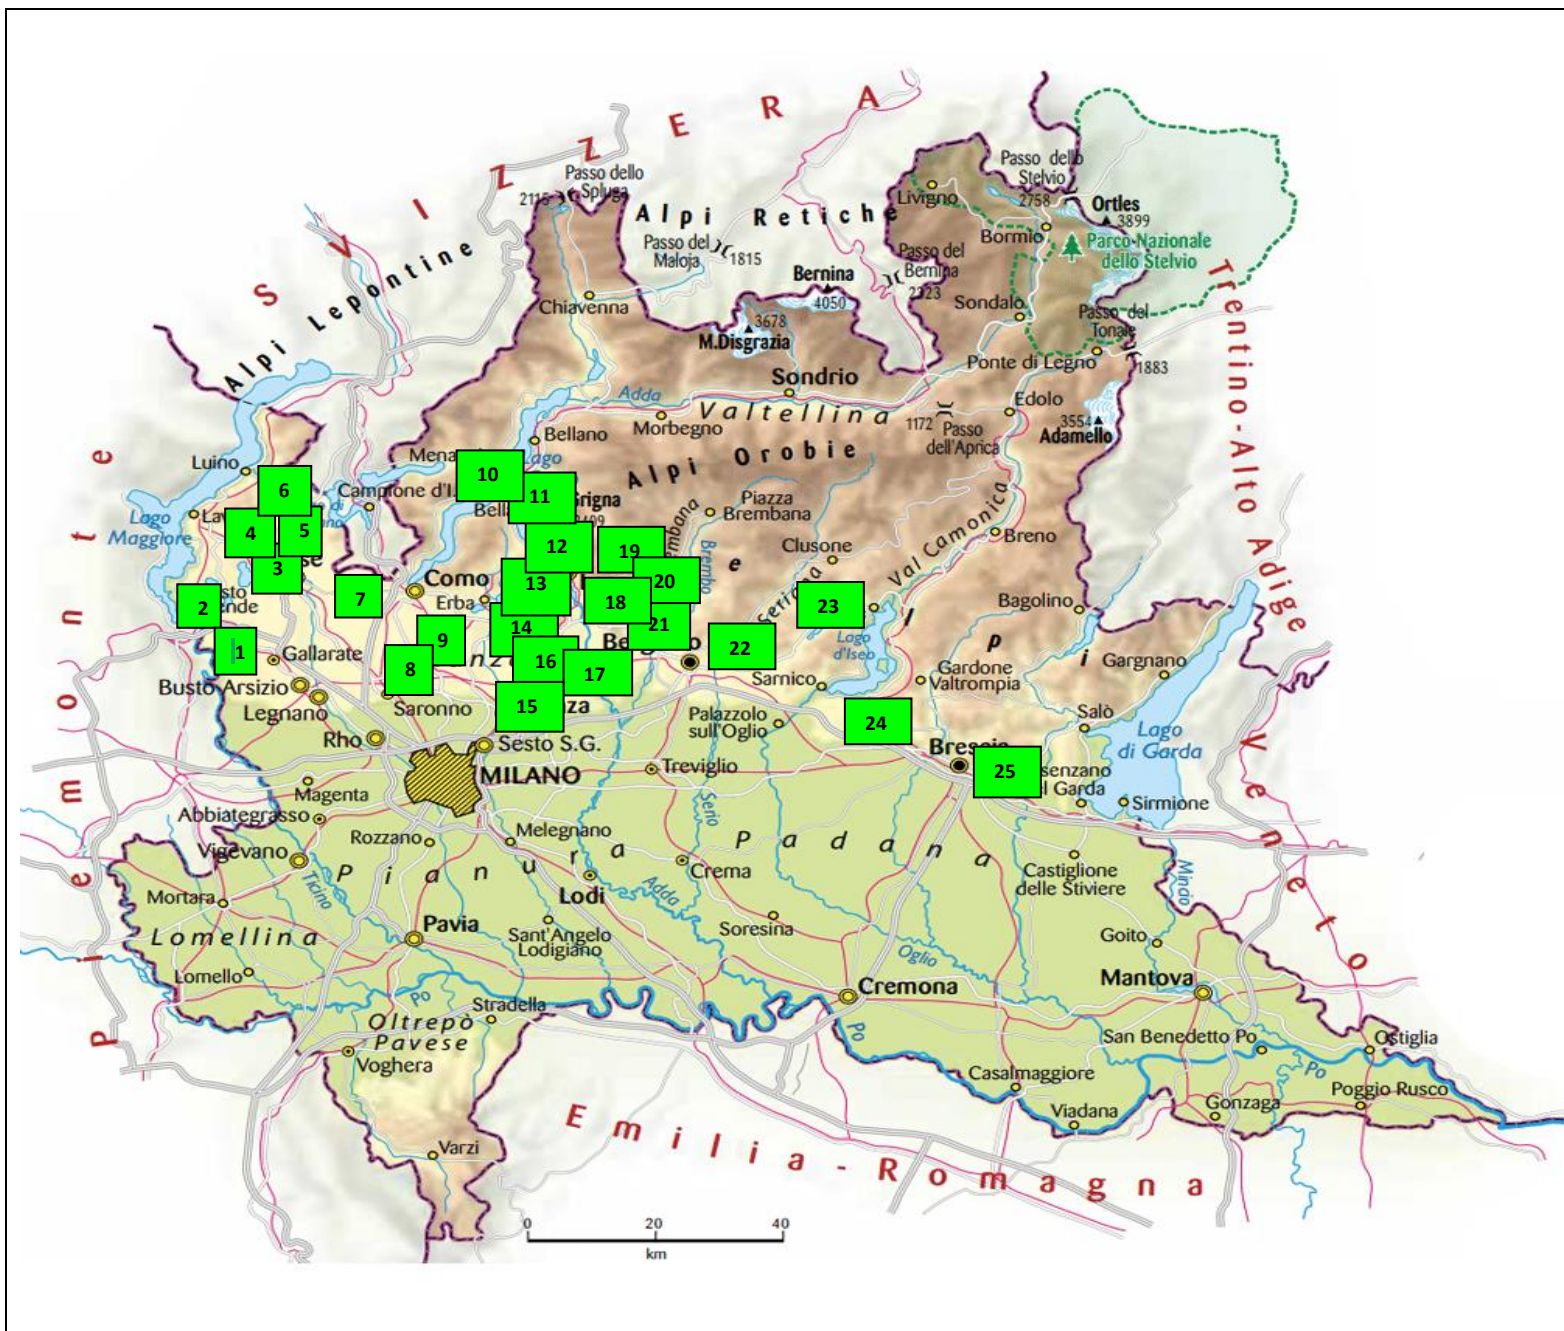 SVIZZERA
Passo dello
Spluga
2115
Alpi Retiche
Passo del
Maloja
1815
Bernina
4050
Passo del
Bernina
2323
Livigno
Passo dello
Stelvio
2758
Ortles
3899
Bormio
Parco Nazionale
dello Stelvio
Alpi Lepontine
Chiavenna
3678
M.Disgrazia
Sondalo
Passo del
Tonale
1883
Ponte di Legno
Trentino-Alto Adige
Sondrio
Adda
Valtellina
Morbegno
Edolo
1172
Passo
dell'Aprica
3554
Adamello
Bellano
Luino
Lago
Alpi Orobie
Campione d'I.
Piazza
Brembana
Lago
Maggiore
Brembo
Clusone
Val Camonica
Breno
6
10
11
4
5
12
19
3
13
20
7
Como
Erba
2
18
23
Seriana
Bagolino
1
9
14
21
16
22
8
17
15
Lago
d'Iseo
Gallarate
Busto Arsizio
Legnano
Saronno
Sarnico
Gardone
Valtrompia
Gargnano
Palazzolo
sull'Oglio
24
Salò
Lago
di Garda
Rho
Sesto S.G.
MILANO
Treviglio
Brescia
25
Sirmione
Veneto
Piemonte
Magenta
Abbiategrasso
Rozzano
Melegnano
Serio
Vigevano
Pianura Padana
Crema
Castiglione
delle Stiviere
Mincio
Ticino
Mortara
Lodi
Adda
Lomellina
Pavia
Sant'Angelo
Lodigiano
Soresina
Oglio
Goito
Lomello
Cremona
Mantova
Po
Stradella
Oltrepò
Pavese
Voghera
Po
San Benedetto Po
Ostiglia
Po
Casalmaggiore
Viadana
Gonzaga
Poggio Rusco
Varzi
Emilia-Romagna
0 20 40
km